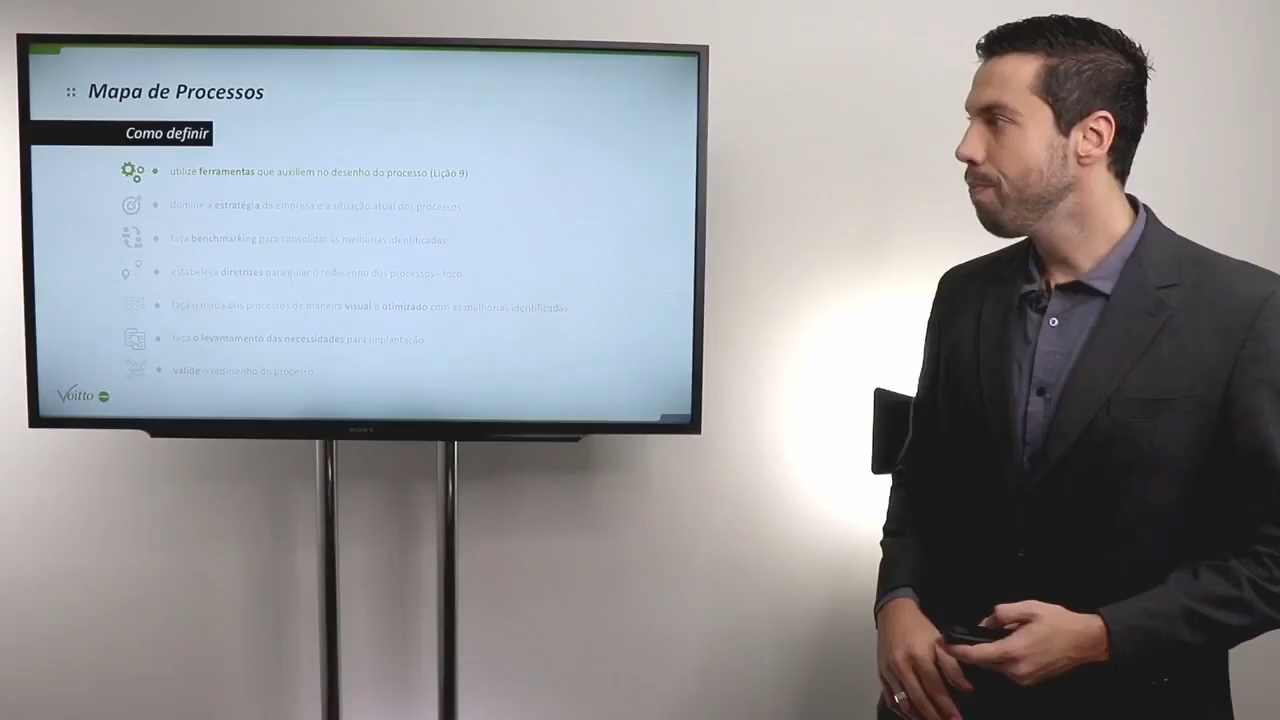 Mapa de Processos
Como definir
utilize ferramentas que auxiliem no desenho do processo (Lição 9)
domine a estratégia da empresa e a situação atual dos processos
faça benchmarking para consolidar as melhorias identificadas
estabeleça diretrizes para guiar o redesenho dos processos - foco
faça o mapa dos processos de maneira visual e otimizado com as melhorias identificadas
faça o levantamento das necessidades para implantação
valide o redesenho do processo
Voitto
SONY